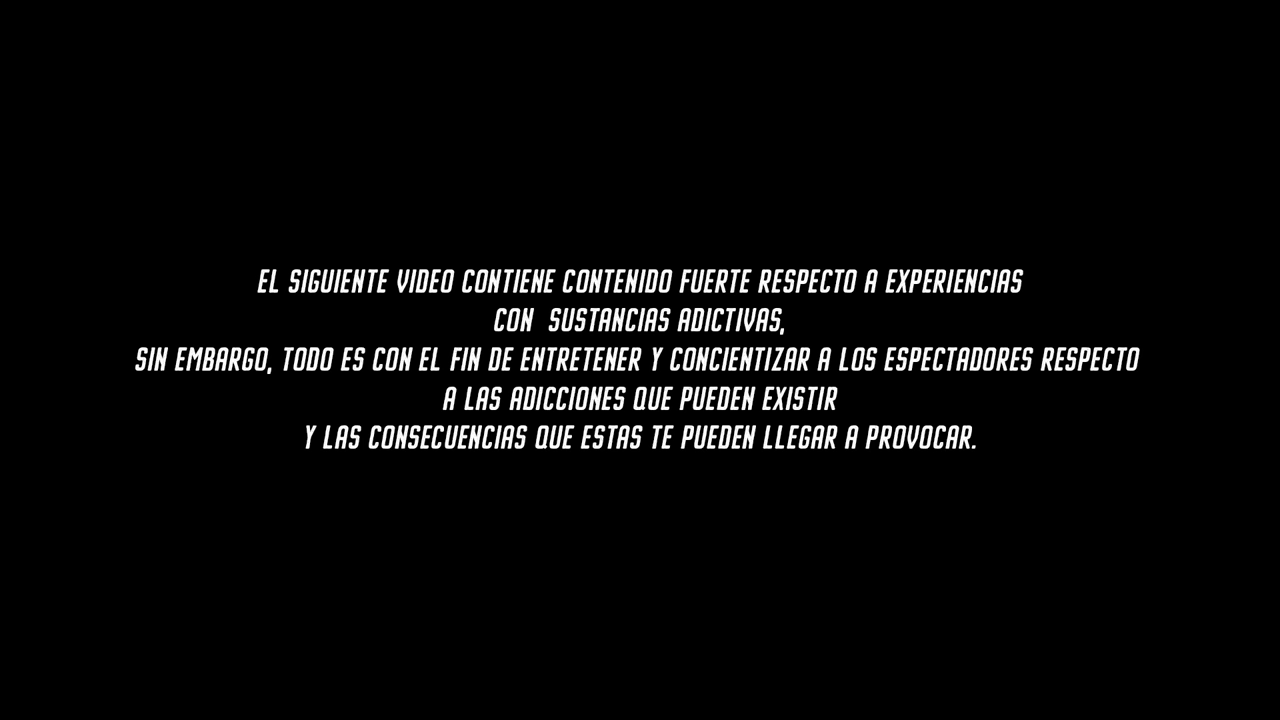 EL SIGUIENTE VIDEO CONTIENE CONTENIDO FUERTE RESPECTO A EXPERIENCIAS
CON  SUSTANCIAS ADICTIVAS,
SIN EMBARGO, TODO ES CON EL FIN DE ENTRETENER Y CONCIENTIZAR A LOS ESPECTADORES RESPECTO
A LAS ADICCIONES QUE PUEDEN EXISTIR
Y LAS CONSECUENCIAS QUE ESTAS TE PUEDEN LLEGAR A PROVOCAR.